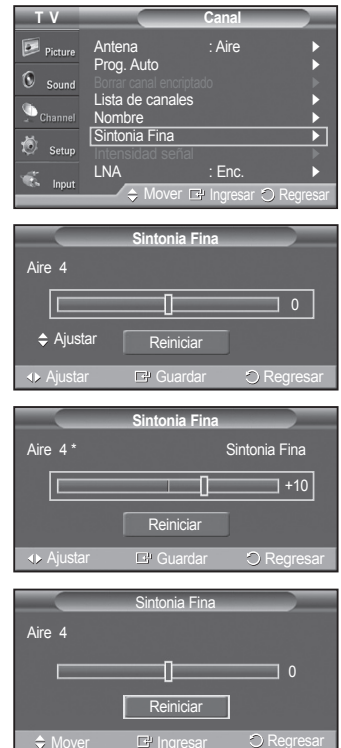 T V
Canal
Picture
Sound
Channel
Setup
Input
Antena : Aire
Prog. Auto
Borrar canal encriptado
Lista de canales
Nombre
Sintonia Fina
Intensidad señal
LNA : Enc.
Mover Ingresar Regresar
Sintonia Fina
Aire 4
0
Ajustar Reiniciar
Ajustar Guardar Regresar
Sintonia Fina
Aire 4 * Sintonia Fina
+10
Reiniciar
Ajustar Guardar Regresar
Sintonia Fina
Aire 4
0
Reiniciar
Mover Ingresar Regresar